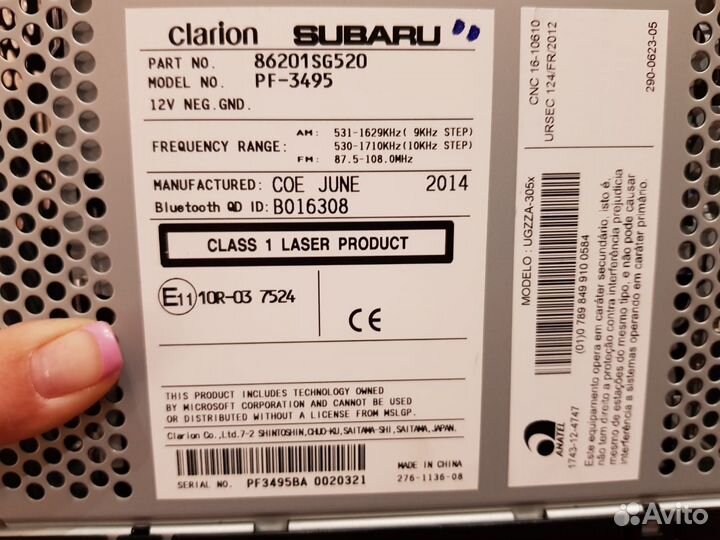 clarion SUBARU
PART NO. 86201SG520
MODEL NO. PF-3495
12V NEG.GND.
AM: 531-1629KHz( 9KHz STEP)
FREQUENCY RANGE: 530-1710KHz(10KHz STEP)
FM: 87.5-108.0MHz
MANUFACTURED: COE JUNE 2014
Bluetooth QD ID: B016308
CLASS 1 LASER PRODUCT
E11 10R-03 7524
CE
THIS PRODUCT INCLUDES TECHNOLOGY OWNED
BY MICROSOFT CORPORATION AND CANNOT BE USED
OR DISTRIBUTED WITHOUT A LICENSE FROM MSLGP.
Clarion Co.,Ltd.7-2 SHINTOSHIN,CHUO-KU,SAITAMA-SHI,SAITAMA,JAPAN.
MADE IN CHINA
SERIAL NO. PF3495BA 0020321
276-1136-08
CNC 16-10610
URSEC 124/FR/2012
290-0623-05
MODELO : UGZZA-305x
(01)0 789 849 910 0584
ANATEL
1743-12-4747
Este equipamento opera em caráter secundário, isto é,
não tem direito a proteção contra interferência prejudicial,
mesmo de estações do mesmo tipo, e não pode causar
interferência a sistemas operando em caráter primário.
Avito